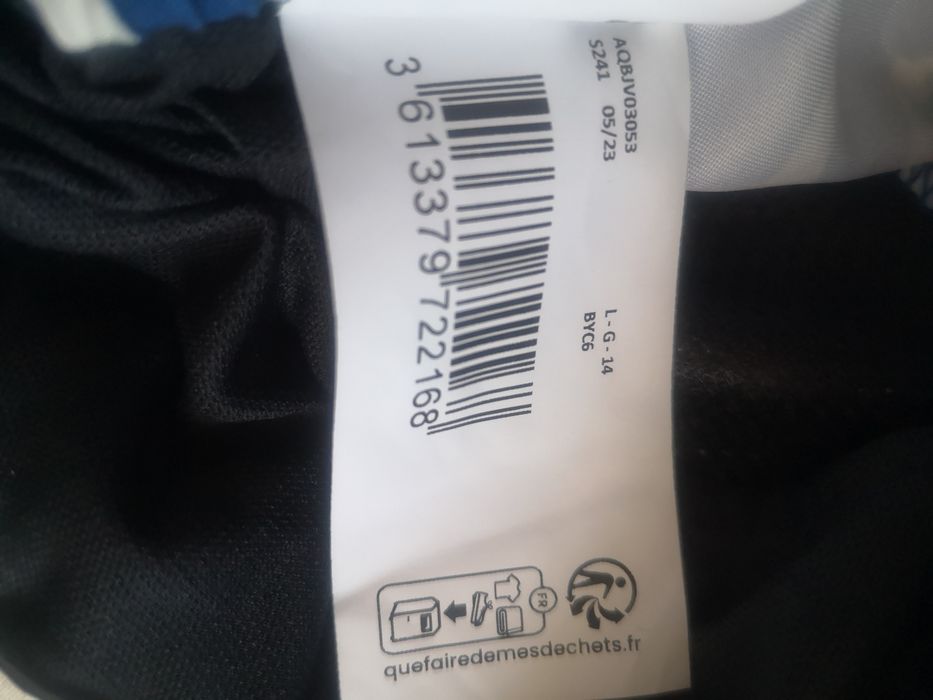 AQBJV03053
S241 05/23
L - G - 14
BYC6
3 613379 722168
FR
quefairedemesdechets.fr